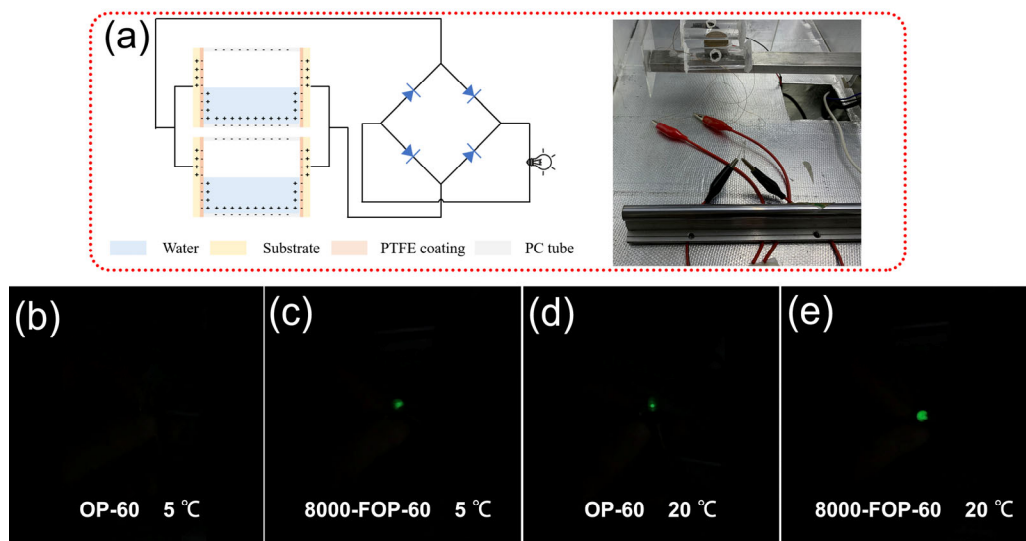 (a)
Water Substrate PTFE coating PC tube
(b)
(c)
(d)
(e)
OP-60 5 ℃
8000-FOP-60 5 ℃
OP-60 20 ℃
8000-FOP-60 20 ℃